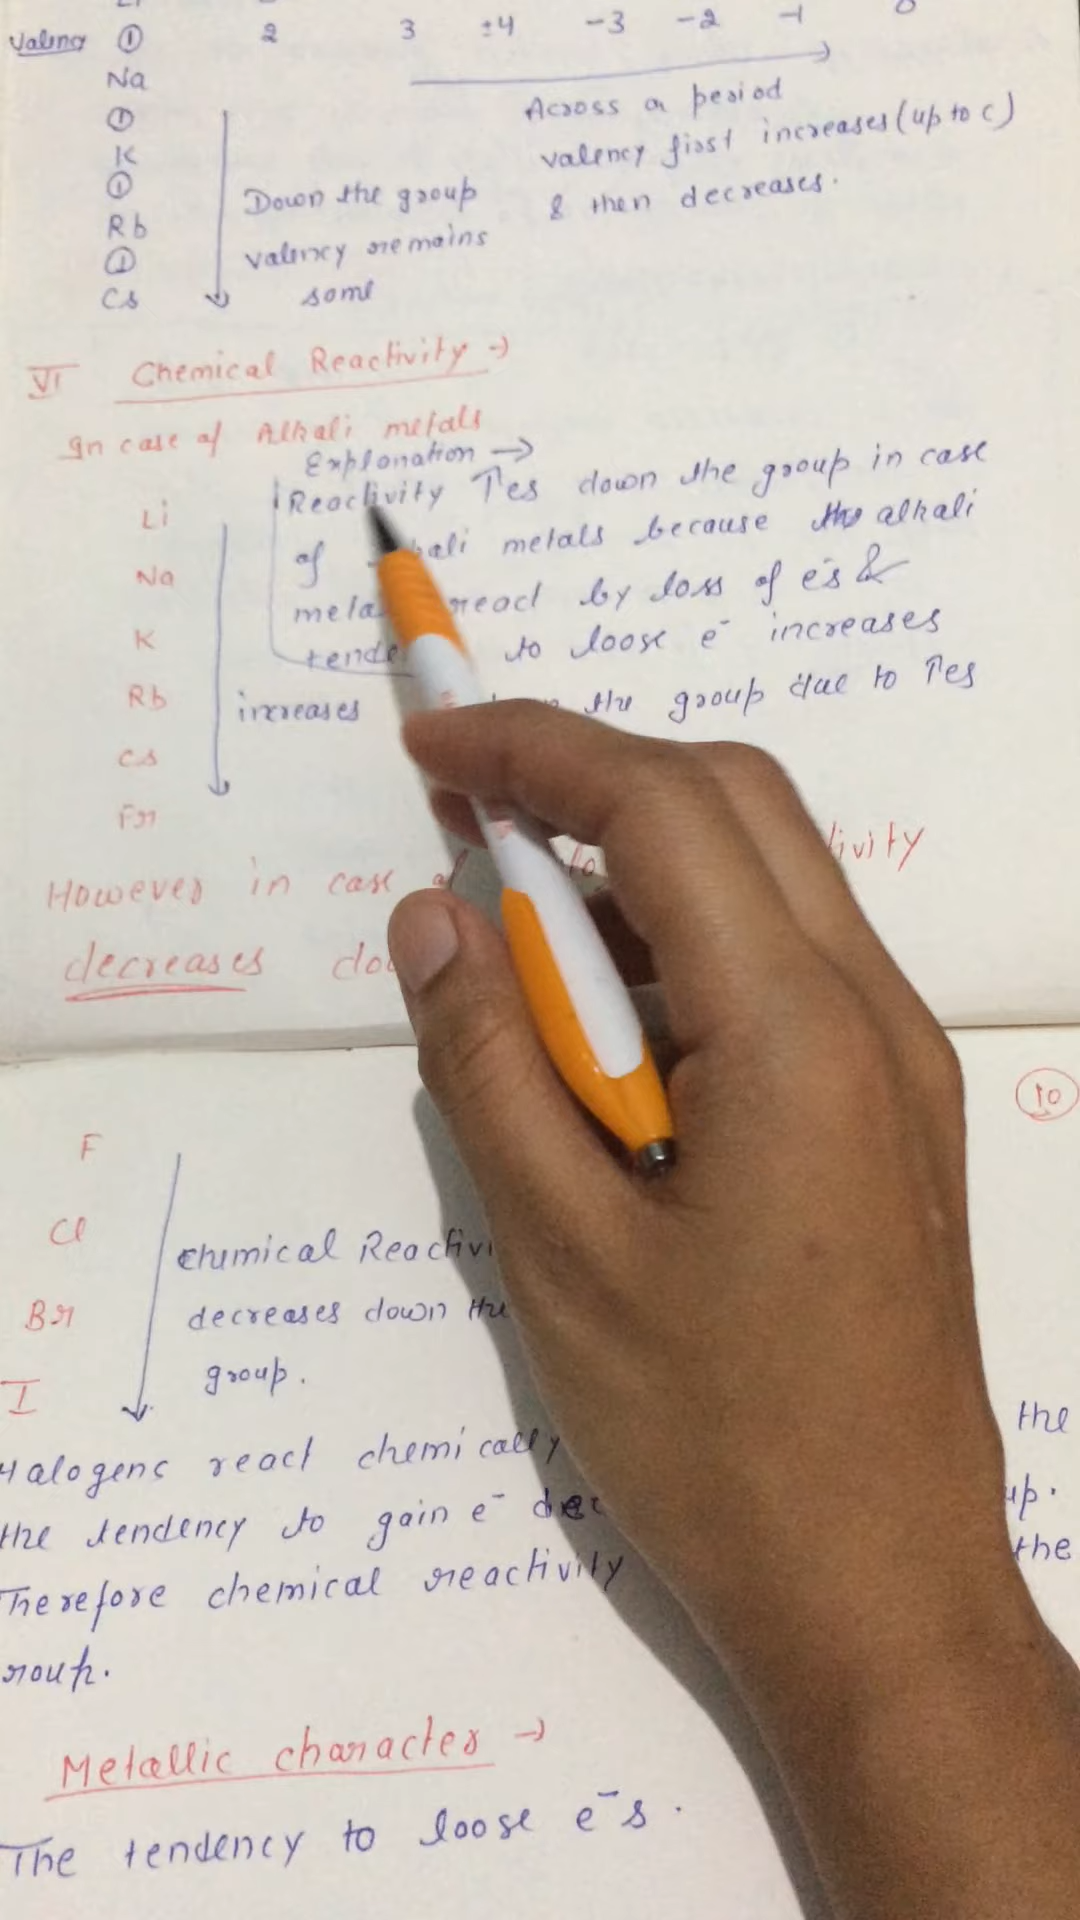 Valency ① 2 3 ±4 -3 -2 -1 0
Na
①
K
①
Rb
①
Cs
Down the group
valency remains
same
Across a period
valency first increases (up to C)
& then decreases.
VI Chemical Reactivity →
In case of Alkali metals
Explanation →
Li
Na
K
Rb
Cs
Fr
Reactivity ↑es down the group in case
of metals because the alkali
react by loss of e's &
to loose e⁻ increases
increases the group due to ↑es
However in case of
decreases
10
F
Cl
Br
I
Chemical
decreases down the
group.
Halogens react chemically the
the tendency to gain e⁻ up.
Therefore chemical reactivity the
roup.
Metallic character →
The tendency to loose e⁻s.